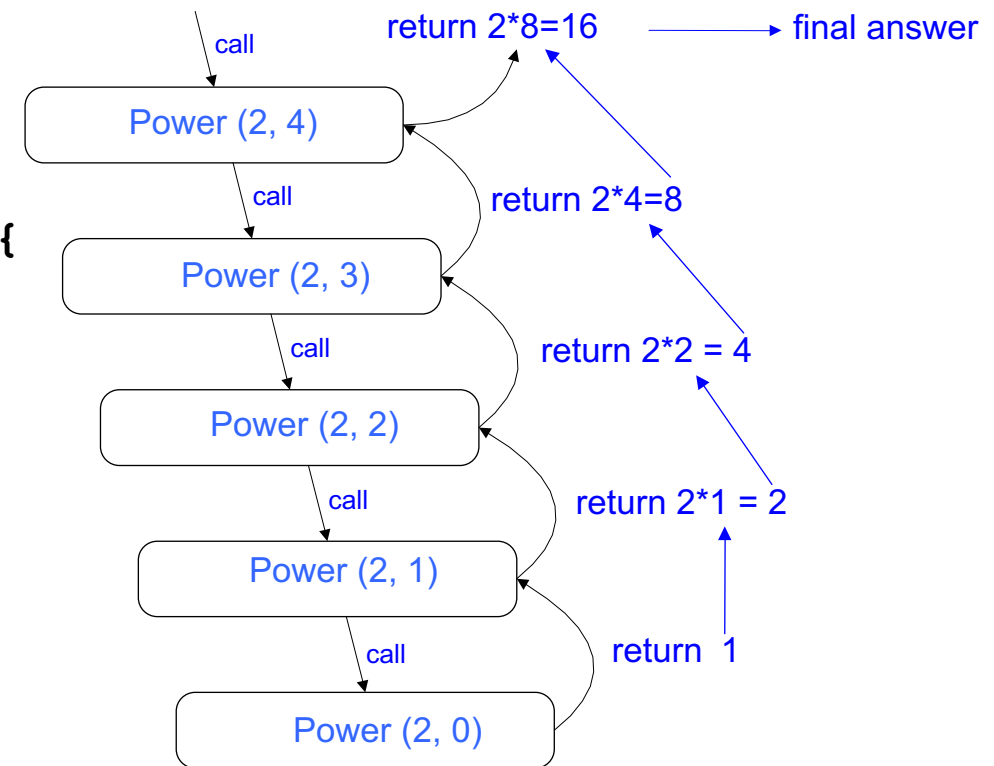 return 2*8=16 final answer
call
Power (2, 4)
call
return 2*4=8
{
Power (2, 3)
call
return 2*2 = 4
Power (2, 2)
call
return 2*1 = 2
Power (2, 1)
call
return 1
Power (2, 0)